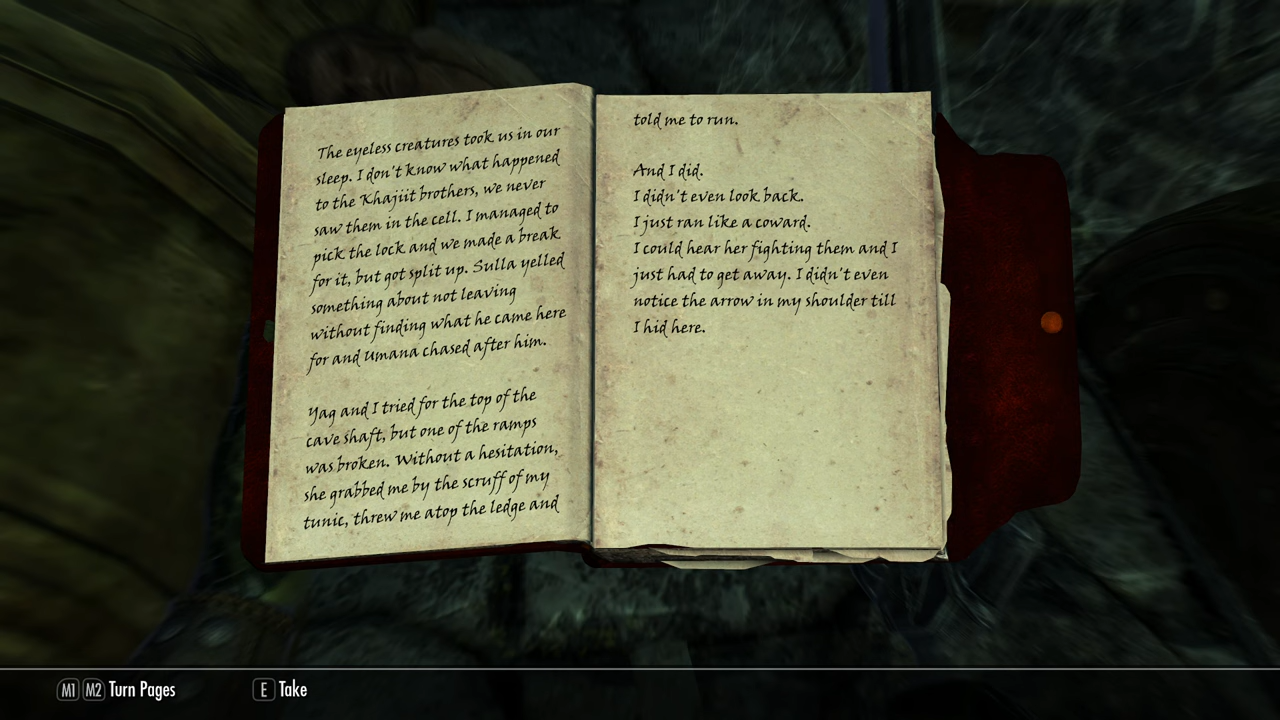 The eyeless creatures took us in our
sleep. I don't know what happened
to the Khajiit brothers, we never
saw them in the cell. I managed to
pick the lock and we made a break
for it, but got split up. Sulla yelled
something about not leaving
without finding what he came here
for and Umana chased after him.
Yag and I tried for the top of the
cave shaft, but one of the ramps
was broken. Without a hesitation,
she grabbed me by the scruff of my
tunic, threw me atop the ledge and
told me to run.
And I did.
I didn't even look back.
I just ran like a coward.
I could hear her fighting them and I
just had to get away. I didn't even
notice the arrow in my shoulder till
I hid here.
M1 M2 Turn Pages
E Take